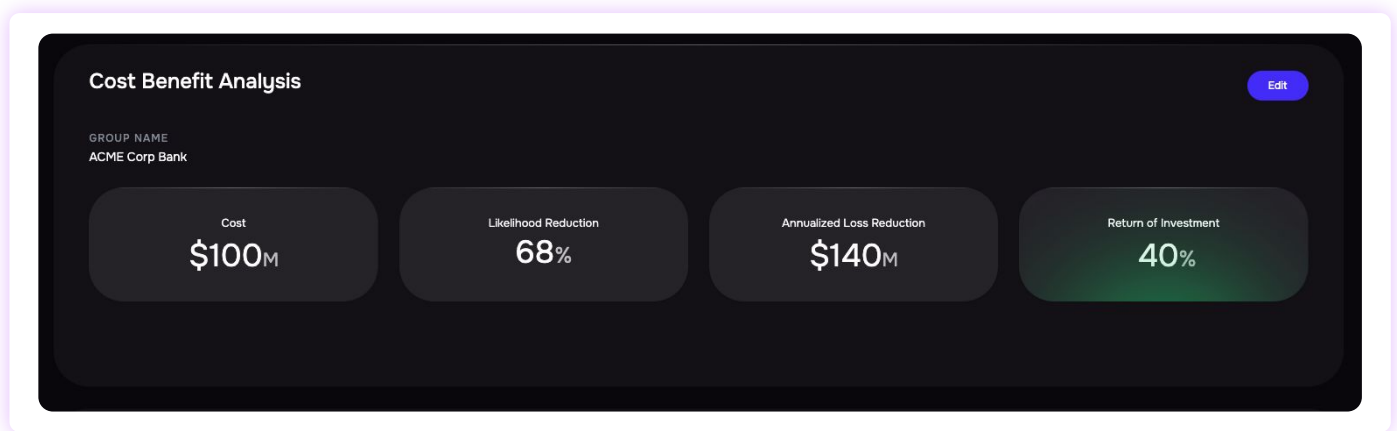 Cost Benefit Analysis
Edit
GROUP NAME
ACME Corp Bank
Cost
$100M
Likelihood Reduction
68%
Annualized Loss Reduction
$140M
Return of Investment
40%